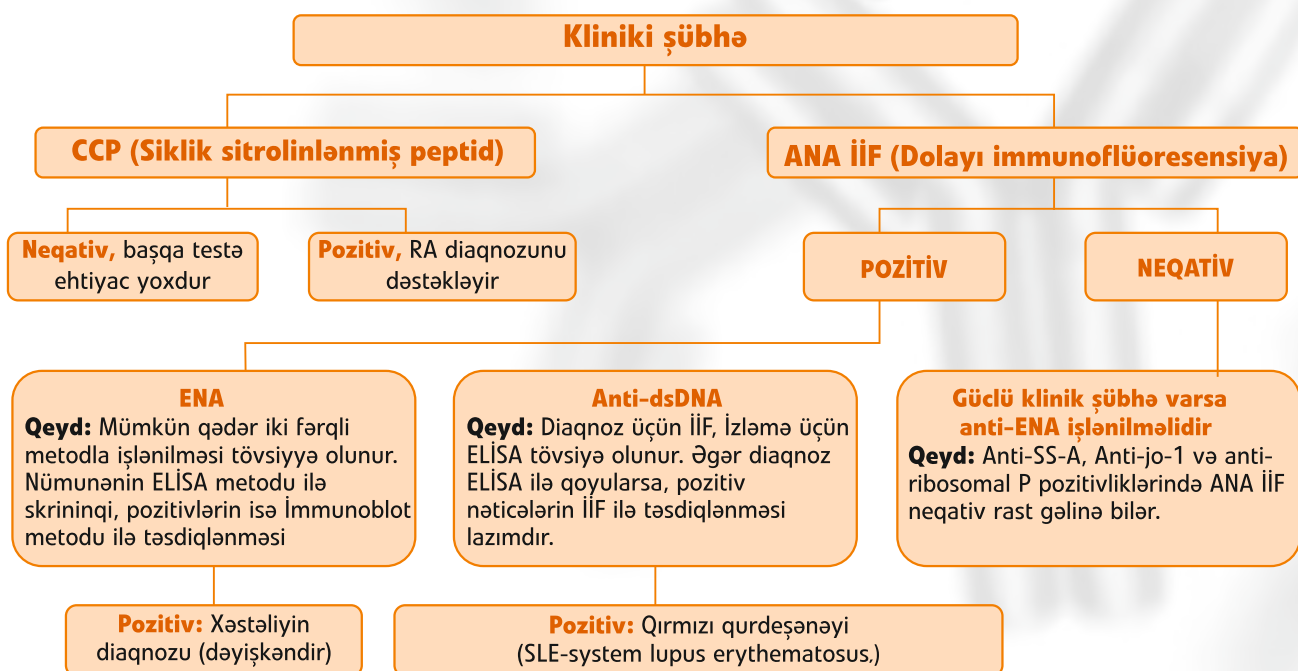 Kliniki şübhə
CCP (Siklik sitrolinlənmiş peptid)
ANA İİF (Dolayı immunoflüoresensiya)
Neqativ, başqa testə
ehtiyac yoxdur
Pozitiv, RA diaqnozunu
dəstəkləyir
POZİTİV
NEQATİV
ENA
Qeyd: Mümkün qədər iki fərqli
metodla işlənilməsi tövsiyyə olunur.
Nümunənin ELİSA metodu ilə
skrininqi, pozitivlərin isə İmmunoblot
metodu ilə təsdiqlənməsi
Anti-dsDNA
Qeyd: Diaqnoz üçün İİF, İzləmə üçün
ELİSA tövsiyə olunur. Əgər diaqnoz
ELİSA ilə qoyularsa, pozitiv
nəticələrin İİF ilə təsdiqlənməsi
lazımdır.
Güclü klinik şübhə varsa
anti-ENA işlənilməlidir
Qeyd: Anti-SS-A, Anti-jo-1 və anti-
ribosomal P pozitivliklərində ANA İİF
neqativ rast gəlinə bilər.
Pozitiv: Xəstəliyin
diaqnozu (dəyişkəndir)
Pozitiv: Qırmızı qurdeşənəyi
(SLE-system lupus erythematosus.)